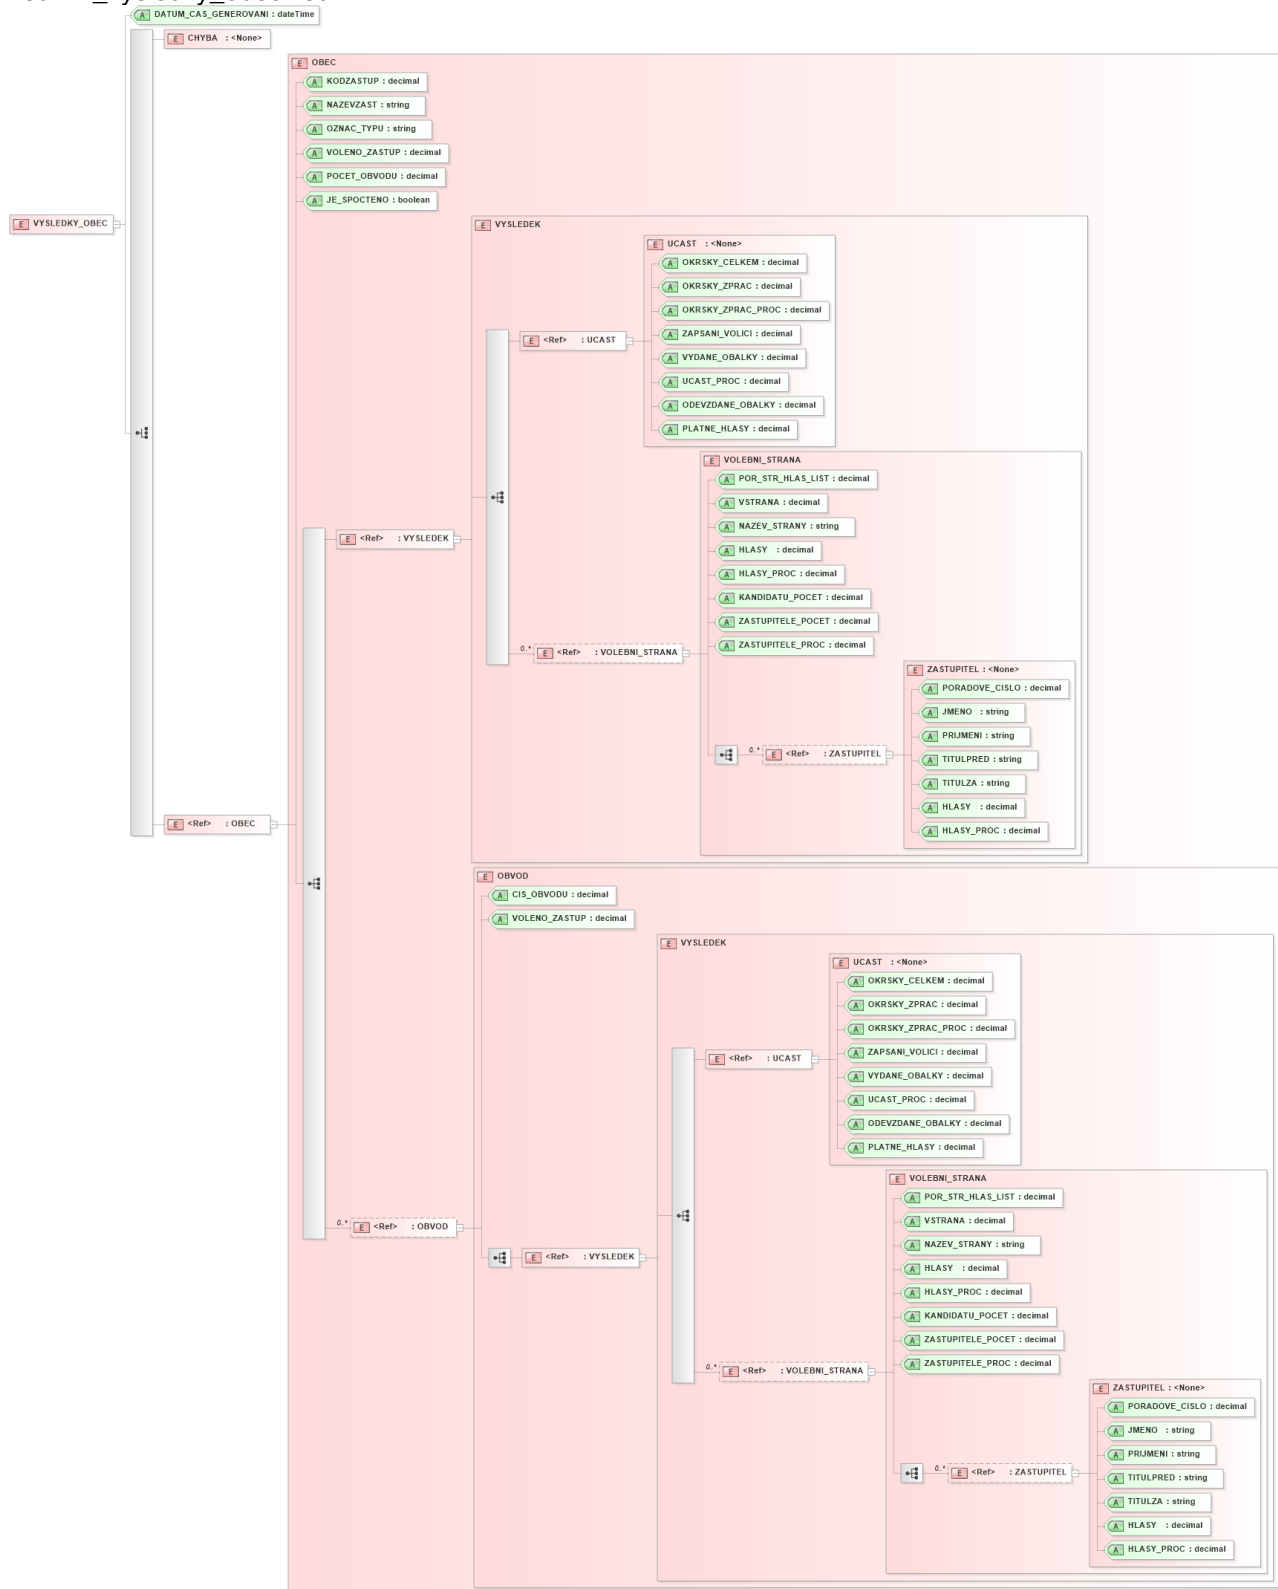 DATUM_CAS_GENEROVANI : dateTime
E CHYBA : <None>
E OBEC
A KODZASTUP : decimal
A NAZEVZAST : string
A OZNAC_TYPU : string
A VOLENO_ZASTUP : decimal
A POCET_OBVODU : decimal
A JE_SPOCTENO : boolean
E VYSLEDKY_OBEC
E VYSLEDEK
E UCAST : <None>
A OKRSKY_CELKEM : decimal
A OKRSKY_ZPRAC : decimal
A OKRSKY_ZPRAC_PROC : decimal
A ZAPSANI_VOLICI : decimal
E <Ref> : UCAST
A VYDANE_OBALKY : decimal
A UCAST_PROC : decimal
A ODEVZDANE_OBALKY : decimal
A PLATNE_HLASY : decimal
E VOLEBNI_STRANA
A POR_STR_HLAS_LIST : decimal
A VSTRANA : decimal
A NAZEV_STRANY : string
E <Ref> : VYSLEDEK
A HLASY : decimal
A HLASY_PROC : decimal
A KANDIDATU_POCET : decimal
A ZASTUPITELE_POCET : decimal
A ZASTUPITELE_PROC : decimal
0..* E <Ref> : VOLEBNI_STRANA
E ZASTUPITEL : <None>
A PORADOVE_CISLO : decimal
A JMENO : string
A PRIJMENI : string
0..* E <Ref> : ZASTUPITEL
A TITULPRED : string
A TITULZA : string
A HLASY : decimal
E <Ref> : OBEC
A HLASY_PROC : decimal
E OBVOD
A CIS_OBVODU : decimal
A VOLENO_ZASTUP : decimal
E VYSLEDEK
E UCAST : <None>
A OKRSKY_CELKEM : decimal
A OKRSKY_ZPRAC : decimal
A OKRSKY_ZPRAC_PROC : decimal
A ZAPSANI_VOLICI : decimal
E <Ref> : UCAST
A VYDANE_OBALKY : decimal
A UCAST_PROC : decimal
A ODEVZDANE_OBALKY : decimal
A PLATNE_HLASY : decimal
E VOLEBNI_STRANA
A POR_STR_HLAS_LIST : decimal
A VSTRANA : decimal
0..* E <Ref> : OBVOD
A NAZEV_STRANY : string
E <Ref> : VYSLEDEK
A HLASY : decimal
A HLASY_PROC : decimal
A KANDIDATU_POCET : decimal
A ZASTUPITELE_POCET : decimal
A ZASTUPITELE_PROC : decimal
0..* E <Ref> : VOLEBNI_STRANA
E ZASTUPITEL : <None>
A PORADOVE_CISLO : decimal
A JMENO : string
A PRIJMENI : string
0..* E <Ref> : ZASTUPITEL
A TITULPRED : string
A TITULZA : string
A HLASY : decimal
A HLASY_PROC : decimal